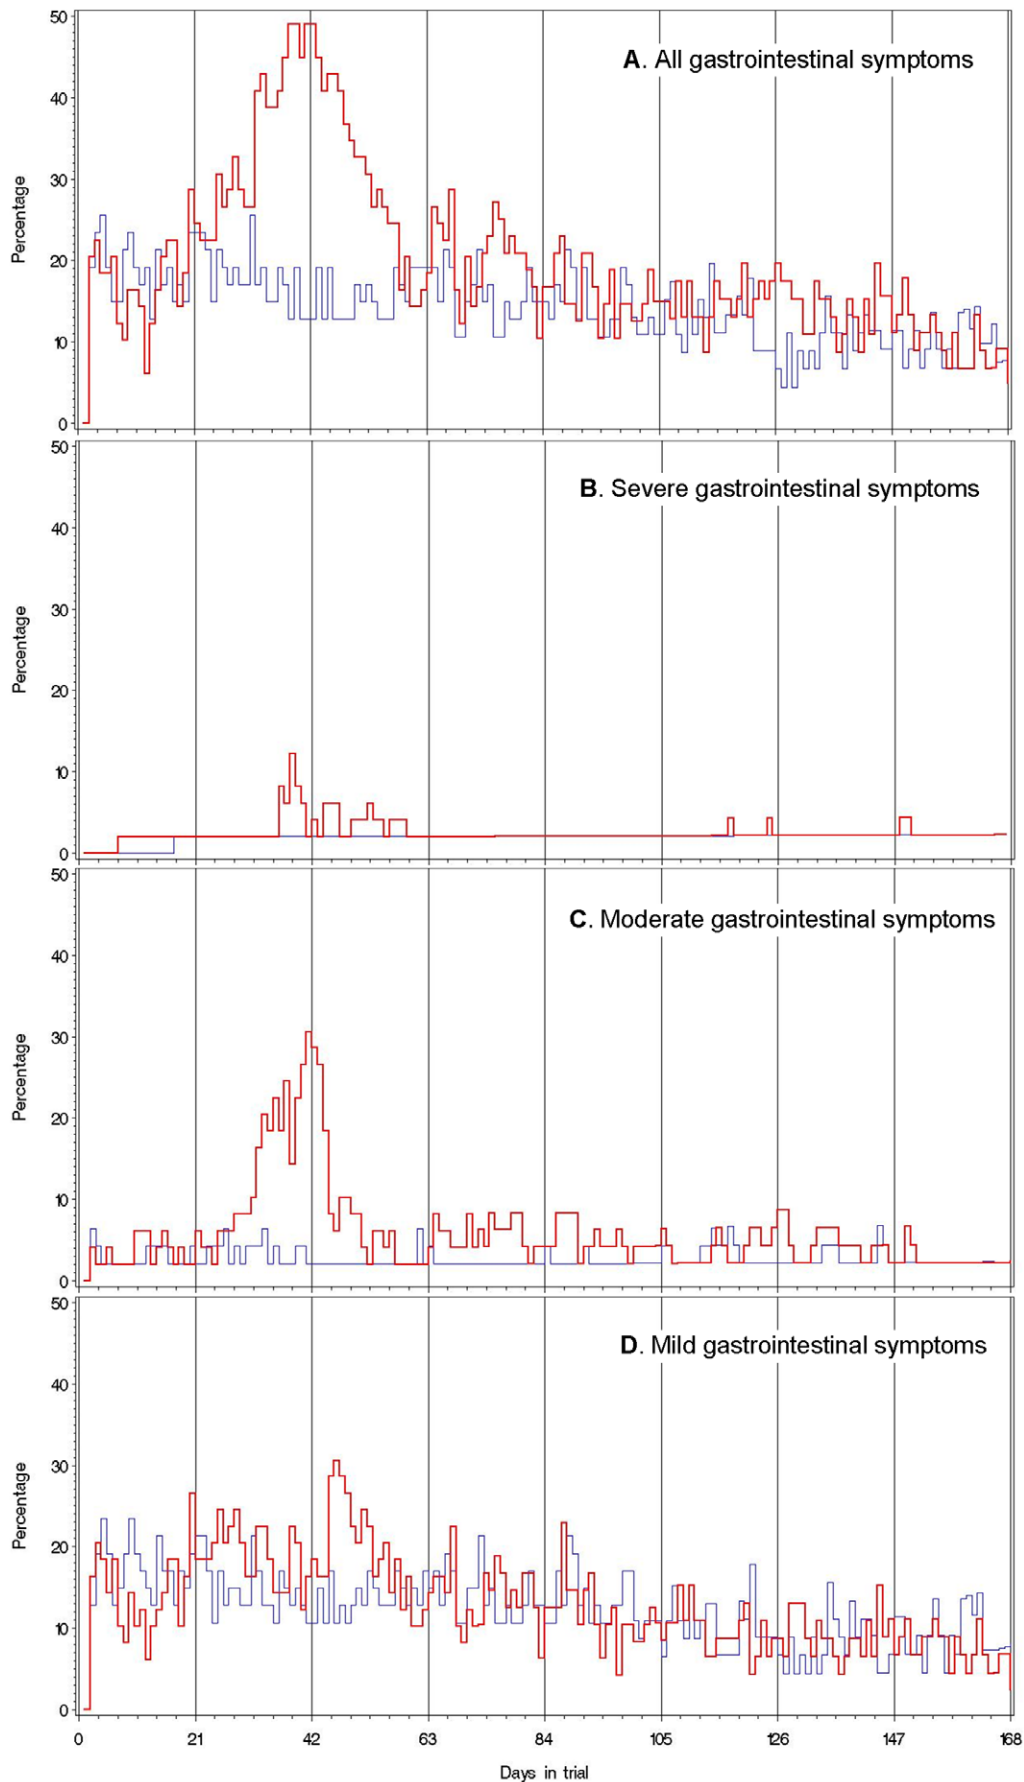 A. All gastrointestinal symptoms
50
40
30
20
10
0
Percentage
B. Severe gastrointestinal symptoms
50
40
30
20
10
0
Percentage
C. Moderate gastrointestinal symptoms
50
40
30
20
10
0
Percentage
D. Mild gastrointestinal symptoms
50
40
30
20
10
0
Percentage
0 21 42 63 84 105 126 147 168
Days in trial